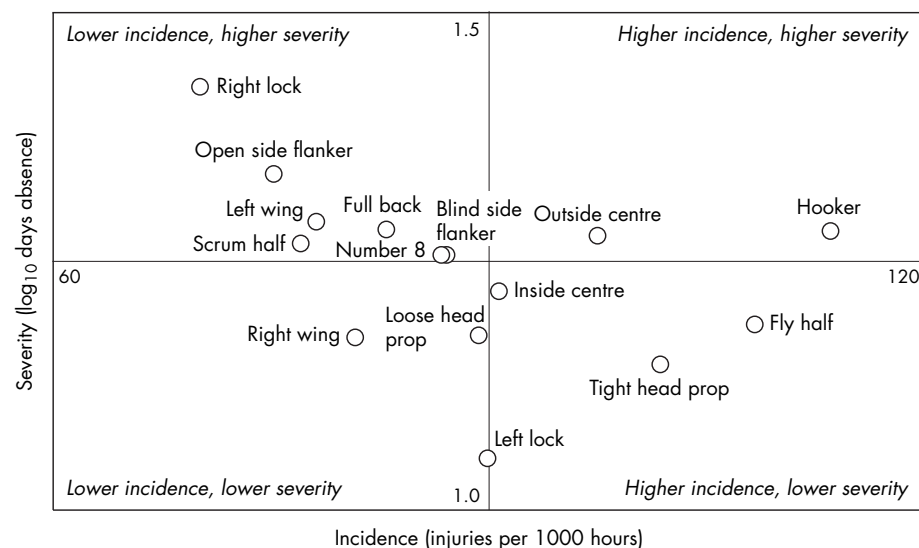 Lower incidence, higher severity
1.5
Higher incidence, higher severity
Right lock
Open side flanker
Left wing
Full back
Blind side
flanker
Outside centre
Hooker
Scrum half
Number 8
60
120
Inside centre
Right wing
Loose head
prop
Fly half
Tight head prop
Left lock
Lower incidence, lower severity
1.0
Higher incidence, lower severity
Severity (log10 days absence)
Incidence (injuries per 1000 hours)